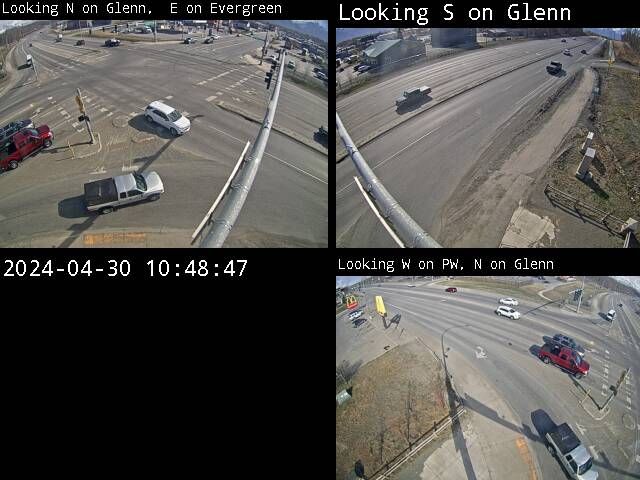 Looking N on Glenn,  E on Evergreen
Looking S on Glenn
2024-04-30 10:48:47
Looking W on PW, N on Glenn